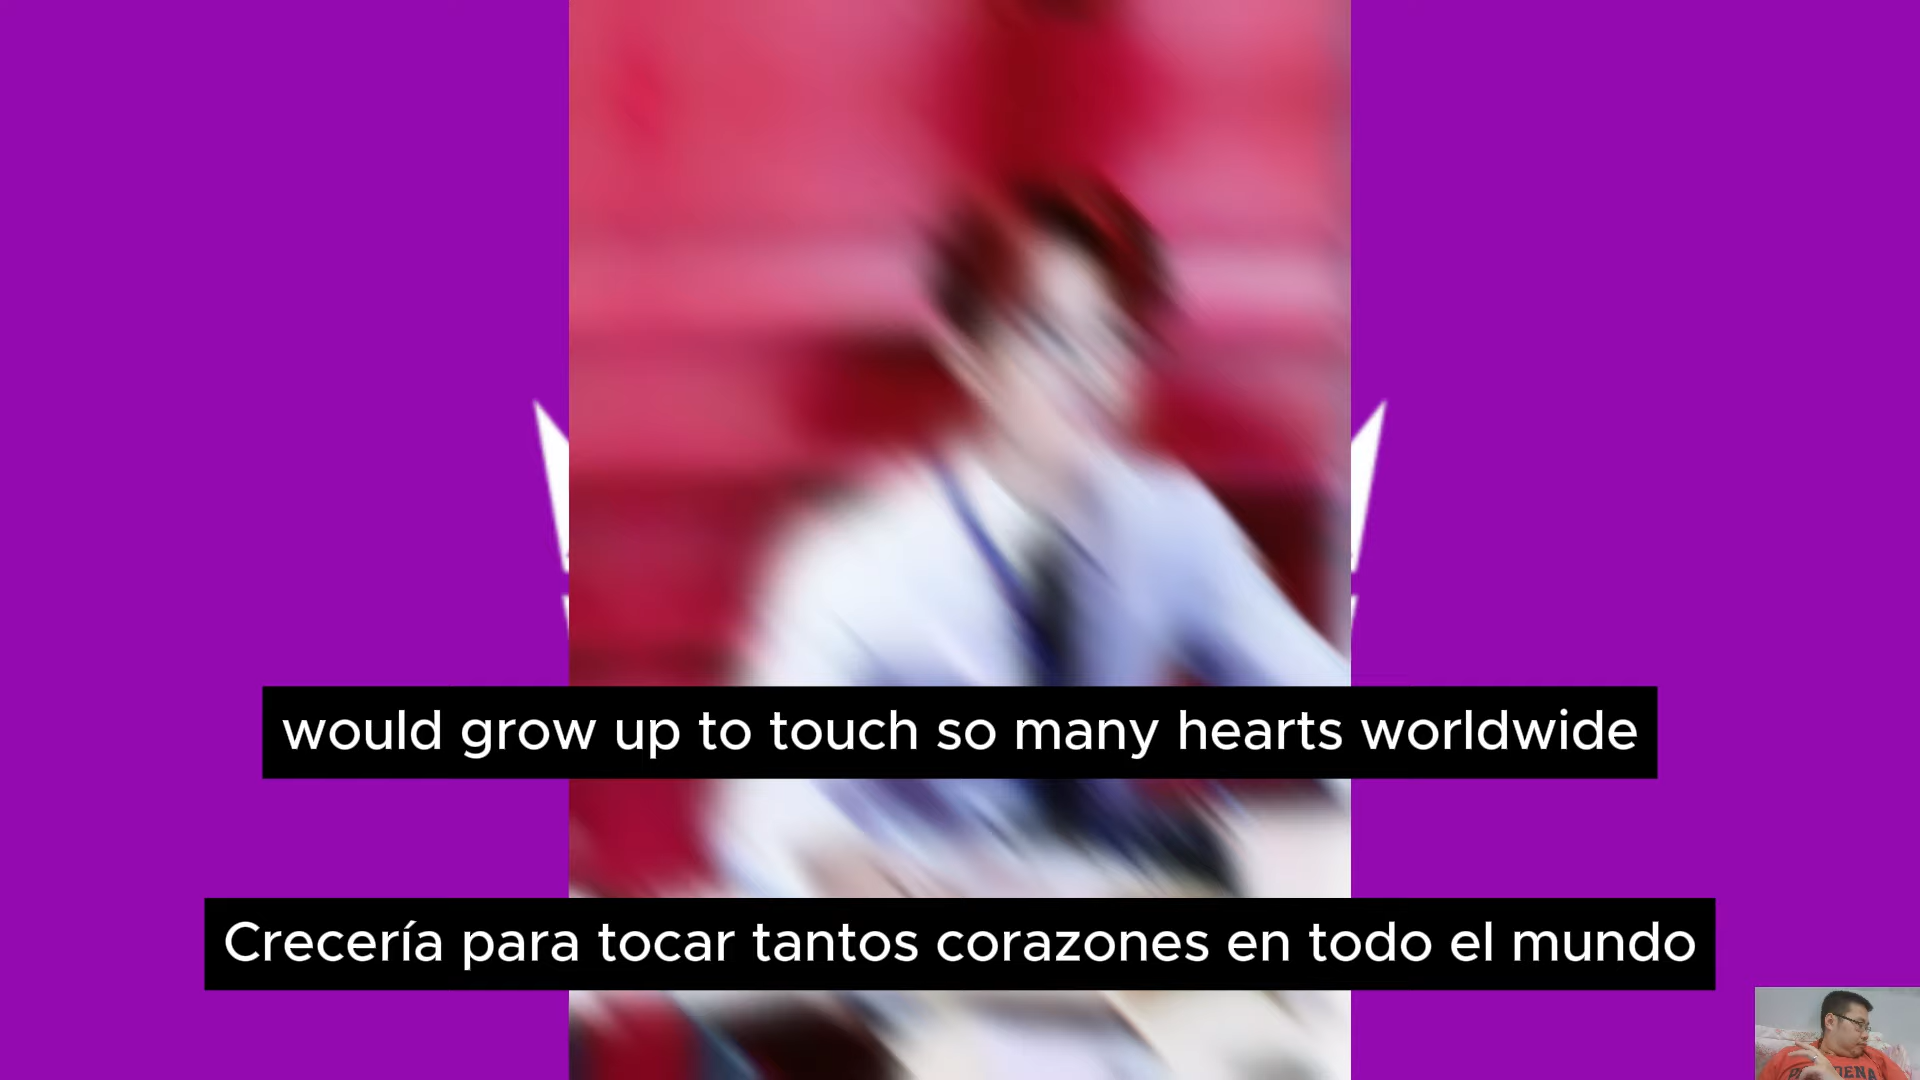 would grow up to touch so many hearts worldwide
Crecería para tocar tantos corazones en todo el mundo